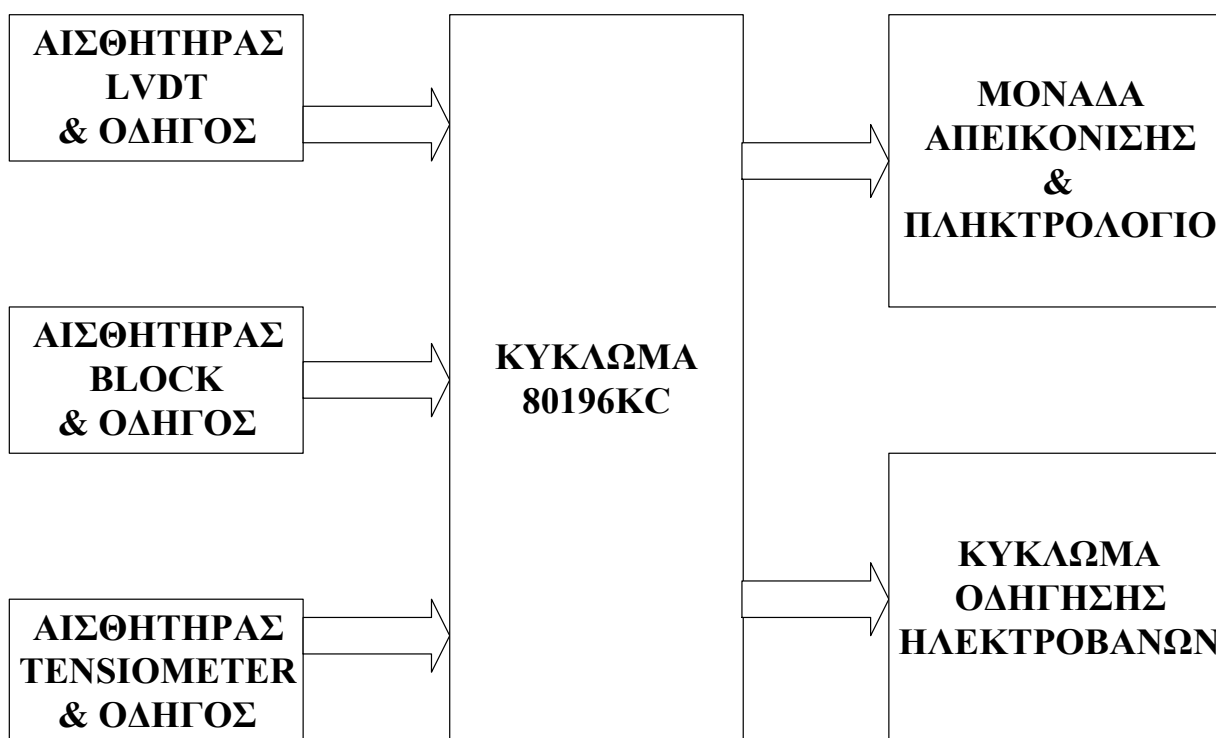 ΑΙΣΘΗΤΗΡΑΣ
LVDT
& ΟΔΗΓΟΣ
ΑΙΣΘΗΤΗΡΑΣ
BLOCK
& ΟΔΗΓΟΣ
ΑΙΣΘΗΤΗΡΑΣ
TENSIOMETER
& ΟΔΗΓΟΣ
ΚΥΚΛΩΜΑ
80196KC
ΜΟΝΑΔΑ
ΑΠΕΙΚΟΝΙΣΗΣ
&
ΠΛΗΚΤΡΟΛΟΓΙΟ
ΚΥΚΛΩΜΑ
ΟΔΗΓΗΣΗΣ
ΗΛΕΚΤΡΟΒΑΝΩΝ